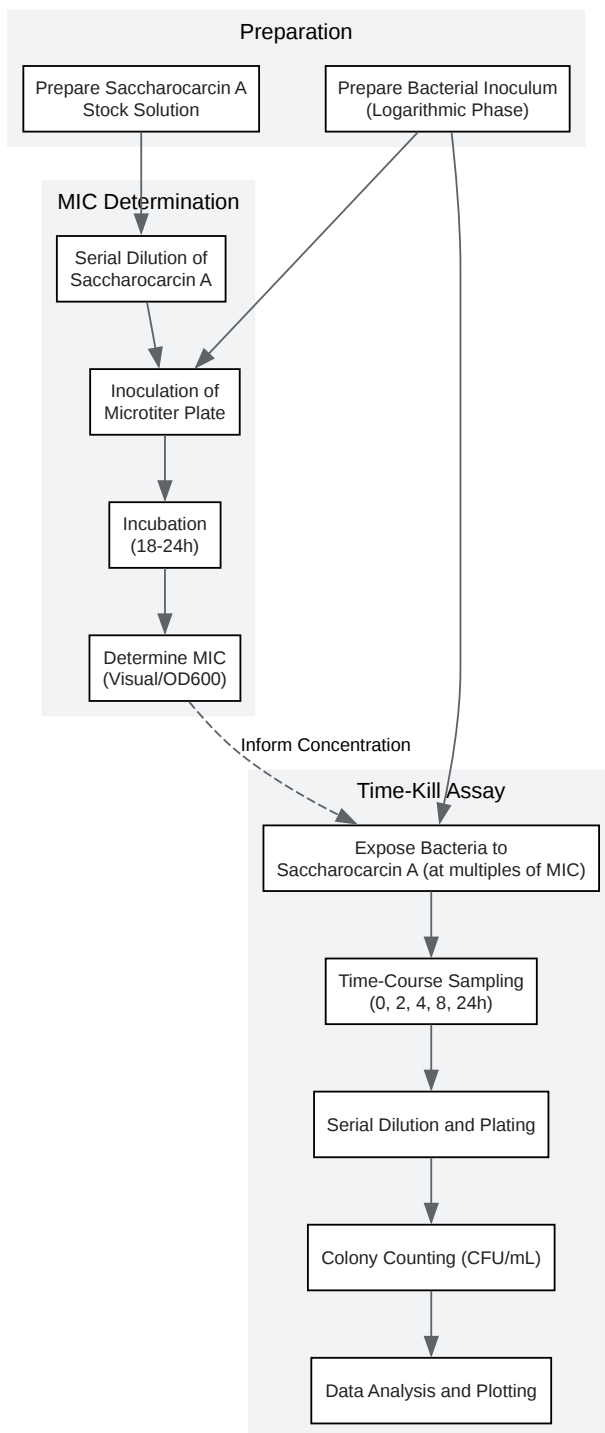 Preparation
Prepare Saccharocarcin A
Stock Solution
Prepare Bacterial Inoculum
(Logarithmic Phase)
MIC Determination
Serial Dilution of
Saccharocarcin A
Inoculation of
Microtiter Plate
Incubation
(18-24h)
Determine MIC
(Visual/OD600)
Inform Concentration
Time-Kill Assay
Expose Bacteria to
Saccharocarcin A (at multiples of MIC)
Time-Course Sampling
(0, 2, 4, 8, 24h)
Serial Dilution and Plating
Colony Counting (CFU/mL)
Data Analysis and Plotting